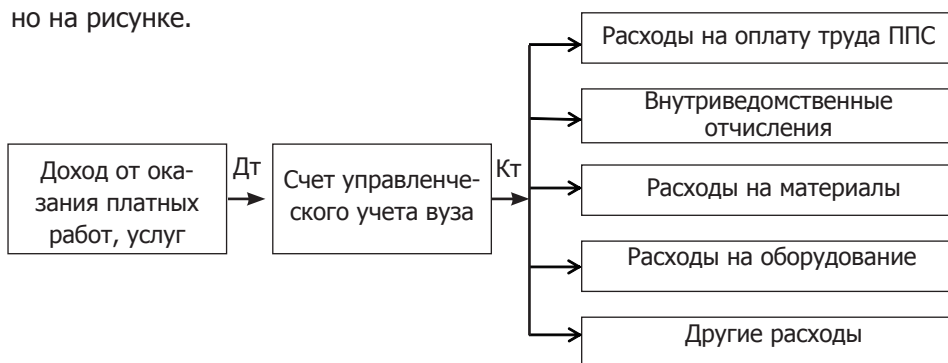 но на рисунке.
Расходы на оплату труда ППС
Внутриведомственные
отчисления
Доход от ока-
зания платных
работ, услуг
Дт
Счет управленче-
ского учета вуза
Кт
Расходы на материалы
Расходы на оборудование
Другие расходы